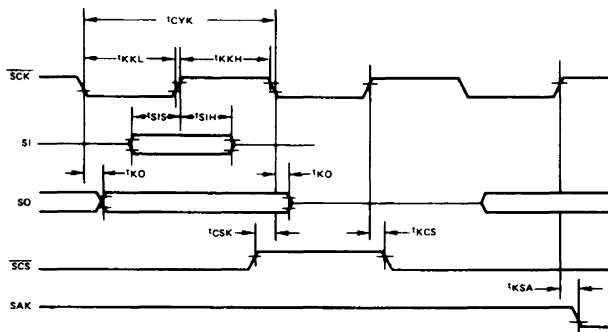 tCYK
tKKL tKKH
SCK
tSIS tSIH
SI
tKO tKO
SO
tCSK tKCS
SCS
tKSA
SAK